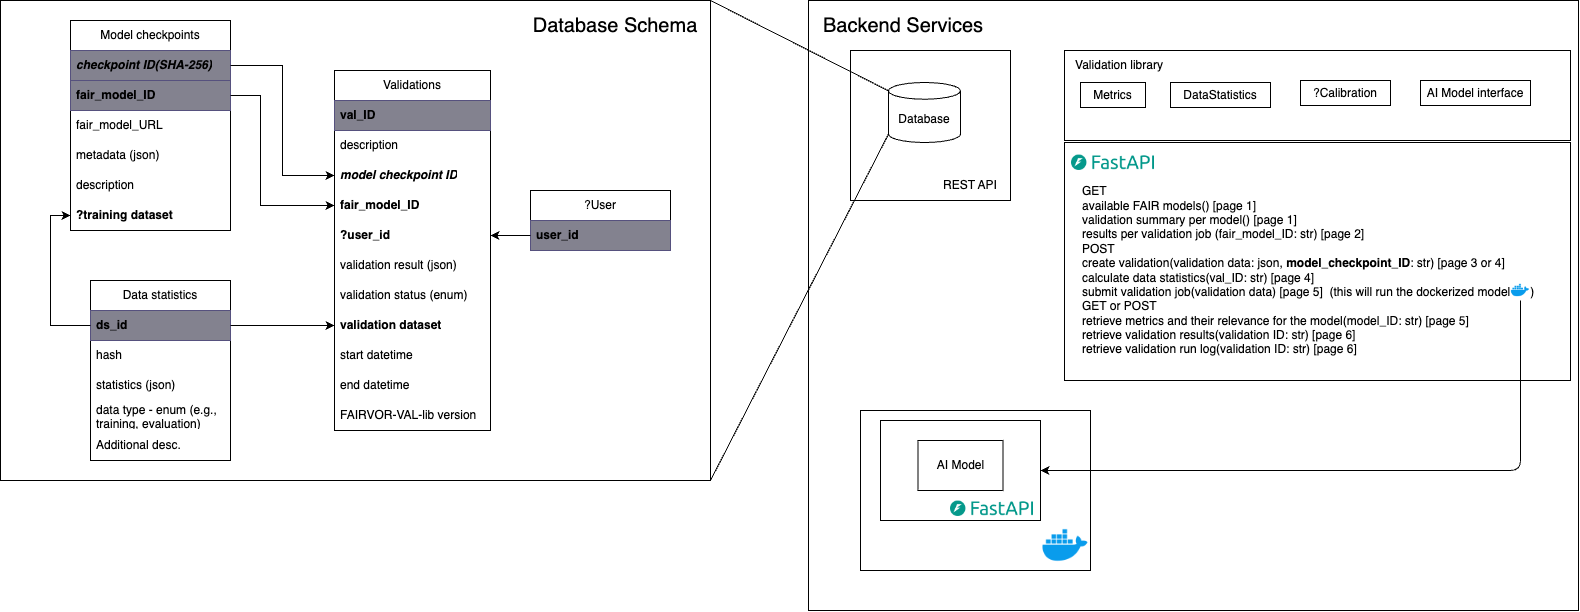 Database Schema
Model checkpoints
checkpoint ID(SHA-256)
fair_model_ID
fair_model_URL
metadata (json)
description
?training dataset
Validations
val_ID
description
model checkpoint ID
fair_model_ID
?user_id
validation result (json)
validation status (enum)
validation dataset
start datetime
end datetime
FAIRVOR-VAL-lib version
?User
user_id
Data statistics
ds_id
hash
statistics (json)
data type - enum (e.g.,
training, evaluation)
Additional desc.
Backend Services
Database
REST API
Validation library
Metrics
DataStatistics
?Calibration
AI Model interface
FastAPI
GET
available FAIR models() [page 1]
validation summary per model() [page 1]
results per validation job (fair_model_ID: str) [page 2]
POST
create validation(validation data: json, model_checkpoint_ID: str) [page 3 or 4]
calculate data statistics(val_ID: str) [page 4]
submit validation job(validation data) [page 5]  (this will run the dockerized model )
GET or POST
retrieve metrics and their relevance for the model(model_ID: str) [page 5]
retrieve validation results(validation ID: str) [page 6]
retrieve validation run log(validation ID: str) [page 6]
AI Model
FastAPI